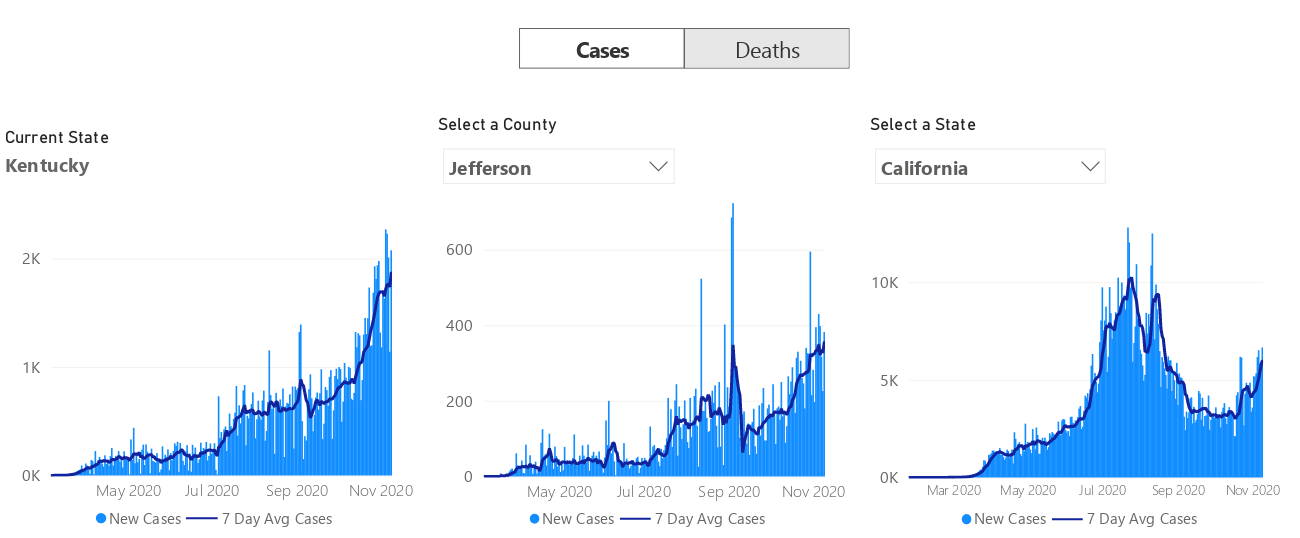 Cases Deaths
Current State
Kentucky
2K
1K
0K
May 2020 Jul 2020 Sep 2020 Nov 2020
New Cases 7 Day Avg Cases
Select a County
Jefferson
600
400
200
0
May 2020 Jul 2020 Sep 2020 Nov 2020
New Cases 7 Day Avg Cases
Select a State
California
10K
5K
0K
Mar 2020 May 2020 Jul 2020 Sep 2020 Nov 2020
New Cases 7 Day Avg Cases